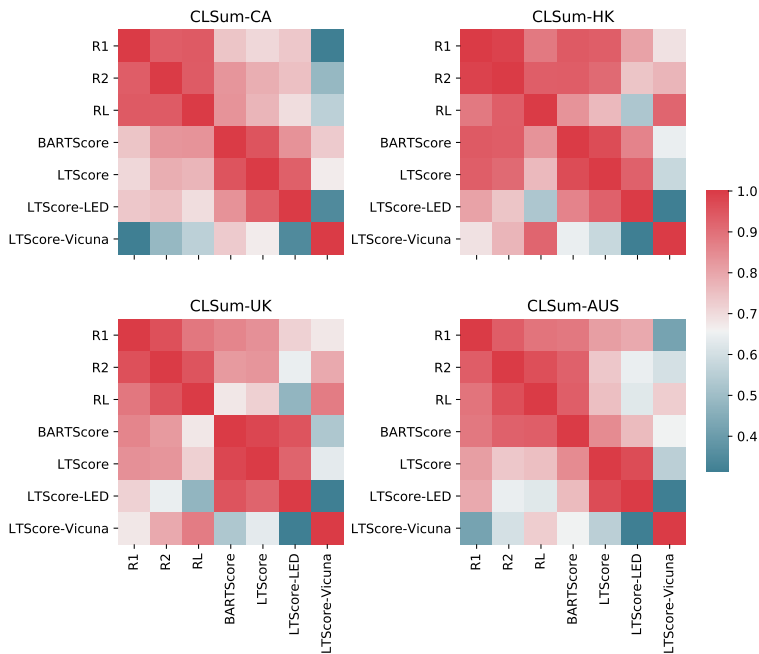 CLSum-CA
R1
R2
RL
BARTScore
LTScore
LTScore-LED
LTScore-Vicuna
CLSum-HK
R1
R2
RL
BARTScore
LTScore
LTScore-LED
LTScore-Vicuna
CLSum-UK
R1
R2
RL
BARTScore
LTScore
LTScore-LED
LTScore-Vicuna
R1
R2
RL
BARTScore
LTScore
LTScore-LED
LTScore-Vicuna
CLSum-AUS
R1
R2
RL
BARTScore
LTScore
LTScore-LED
LTScore-Vicuna
R1
R2
RL
BARTScore
LTScore
LTScore-LED
LTScore-Vicuna
1.0
0.9
0.8
0.7
0.6
0.5
0.4